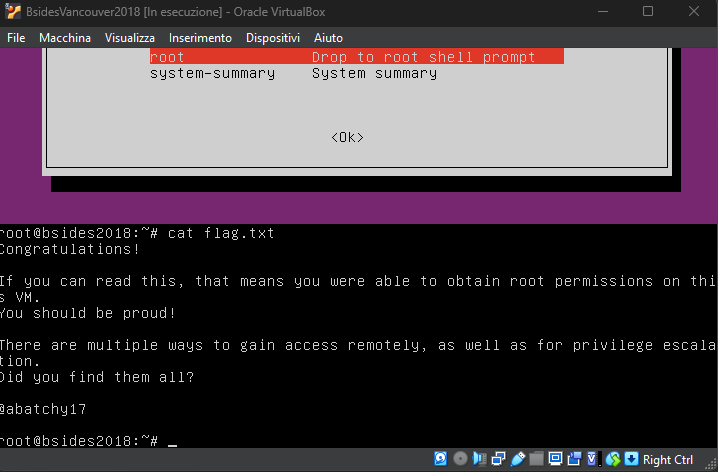 BsidesVancouver2018 [In esecuzione] - Oracle VirtualBox
File Macchina Visualizza Inserimento Dispositivi Aiuto
root Drop to root shell prompt
system-summary System summary
<Ok>
root@bsides2018:~# cat flag.txt
Congratulations!
If you can read this, that means you were able to obtain root permissions on thi
s VM.
You should be proud!
There are multiple ways to gain access remotely, as well as for privilege escala
tion.
Did you find them all?
@abatchy17
root@bsides2018:~# _
Right Ctrl